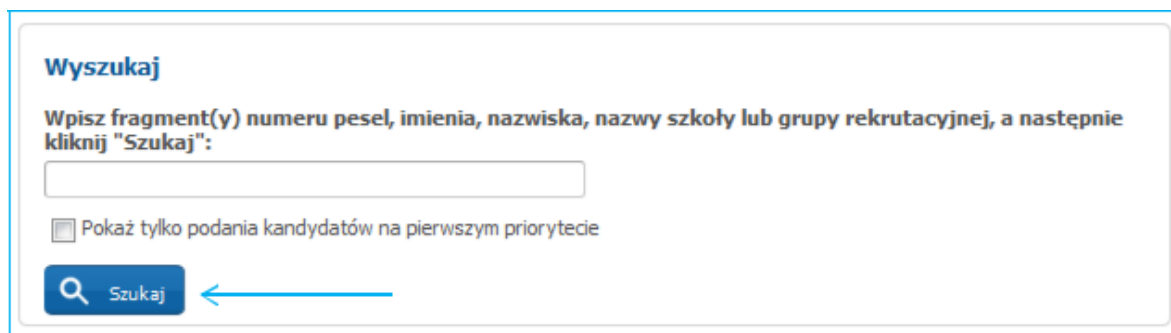 Wyszukaj
Wpisz fragment(y) numeru pesel, imienia, nazwiska, nazwy szkoły lub grupy rekrutacyjnej, a następnie
kliknij "Szukaj":
Pokaż tylko podania kandydatów na pierwszym priorytecie
Szukaj